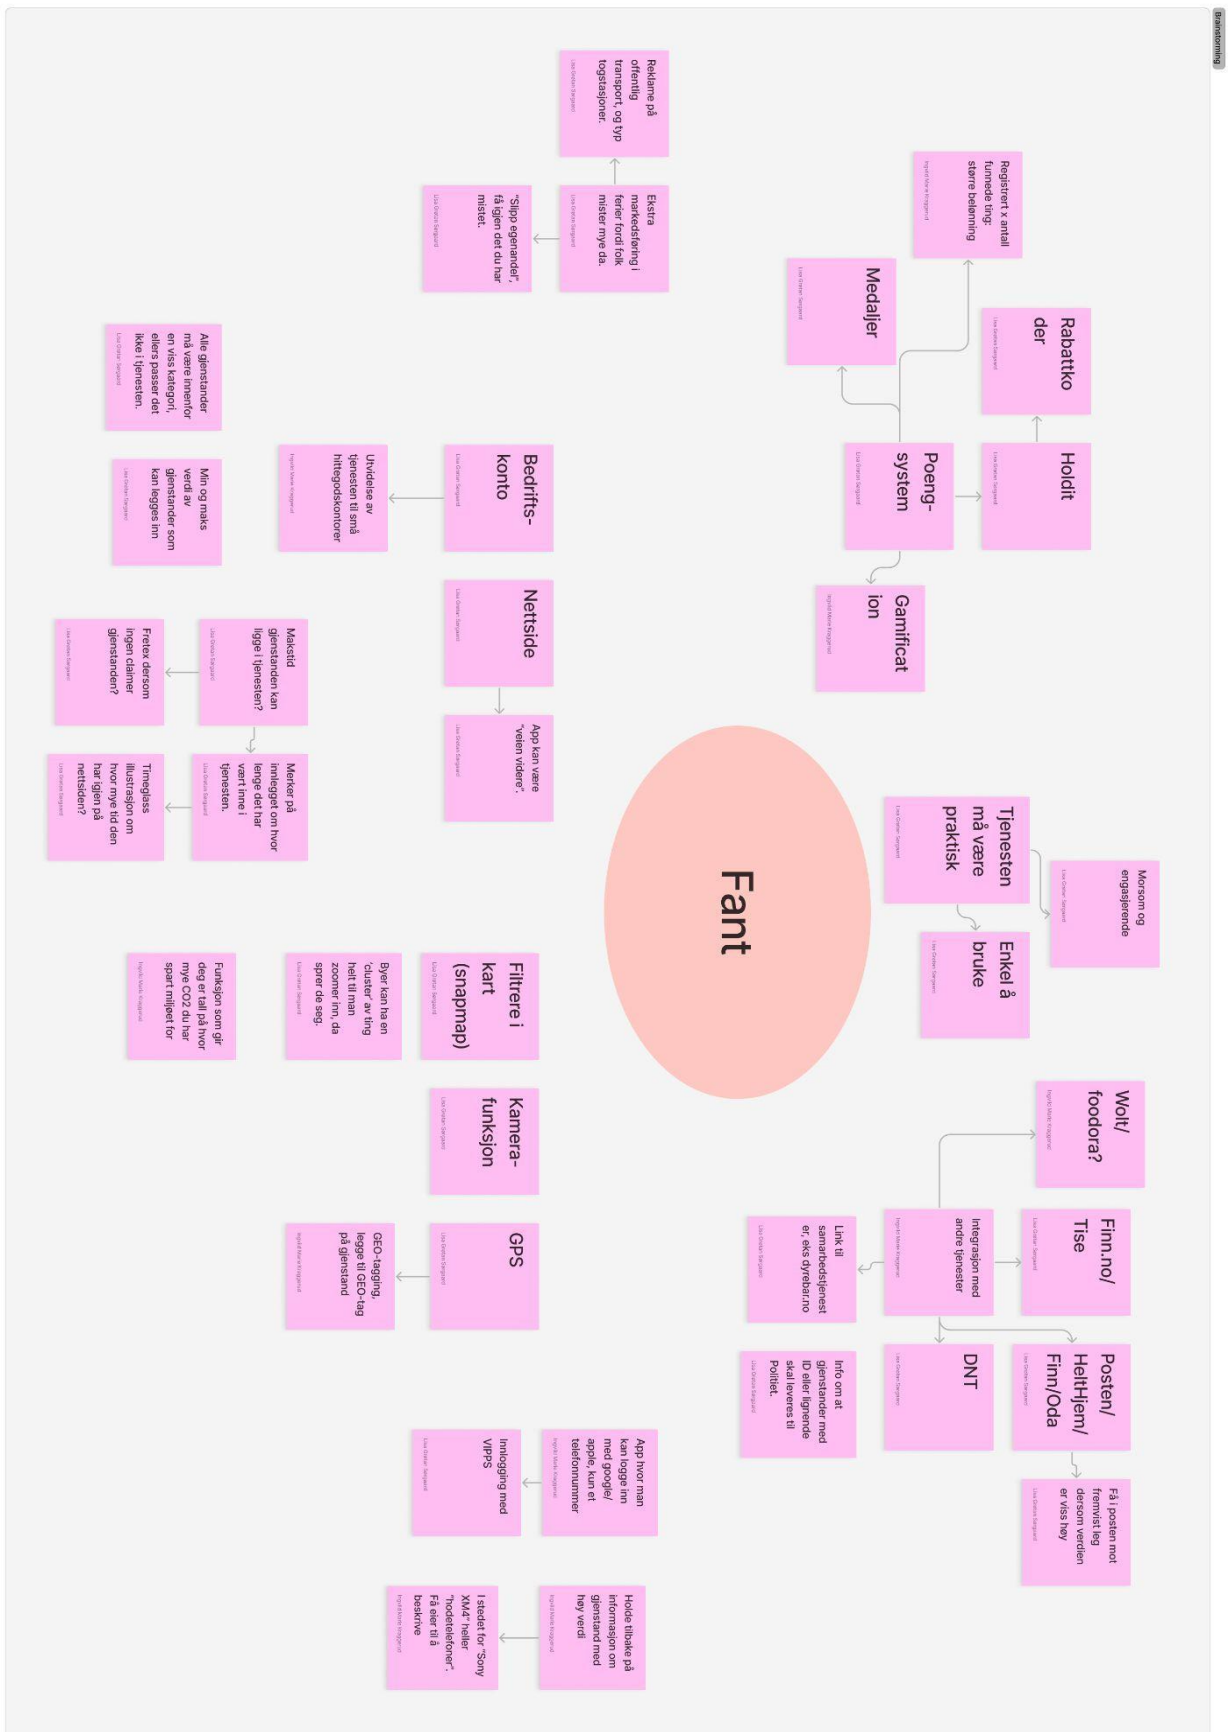 Brainstorming
Reklame på
offentlig
transport, og typ
togstasjoner.
Ekstra
markedsføring i
ferier fordi folk
mister mye da.
"Slipp egenandel",
få igjen det du har
mistet.
Registrert x antall
funnede ting:
større belønning
Medaljer
Rabattko
der
Holdit
Poeng-
system
Gamificat
ion
Morsom og
engasjerende
Tjenesten
må være
praktisk
Enkel å
bruke
Wolt/
foodora?
Finn.no/
Tise
Integrasjon med
andre tjenester
Link til
samarbeidstjenest
er, eks dyrebar.no
Posten/
HeltHjem/
Finn/Oda
DNT
Info om at
gjenstander med
ID eller lignende
skal leveres til
Politiet.
Få i posten mot
fremvist leg
dersom verdien
er viss høy
Fant
Bedrifts-
konto
Utvidelse av
tjenesten til små
hittegodskontorer
Nettside
App kan være
"veien videre".
Alle gjenstander
må være innenfor
en viss kategori,
ellers passer det
ikke i tjenesten.
Min og maks
verdi av
gjenstander som
kan legges inn
Makstid
gjenstanden kan
ligge i tjenesten?
Fretex dersom
ingen claimer
gjenstanden?
Merker på
innlegget om hvor
lenge det har
vært inne i
tjenesten.
Timeglass
illustrasjon om
hvor mye tid den
har igjen på
nettsiden?
Filtrere i
kart
(snapmap)
Byer kan ha en
'cluster' av ting
helt til man
zoomer inn, da
sprer de seg.
Funksjon som gir
deg er tall på hvor
mye CO2 du har
spart miljøet for
Kamera-
funksjon
GPS
GEO-tagging,
legge til GEO-tag
på gjenstand
App hvor man
kan logge inn
med google/
apple, kun et
telefonnummer
Innlogging med
VIPPS
Holde tilbake på
informasjon om
gjenstand med
høy verdi
I stedet for "Sony
XM4" heller
"hodetelefoner".
Få eier til å
beskrive